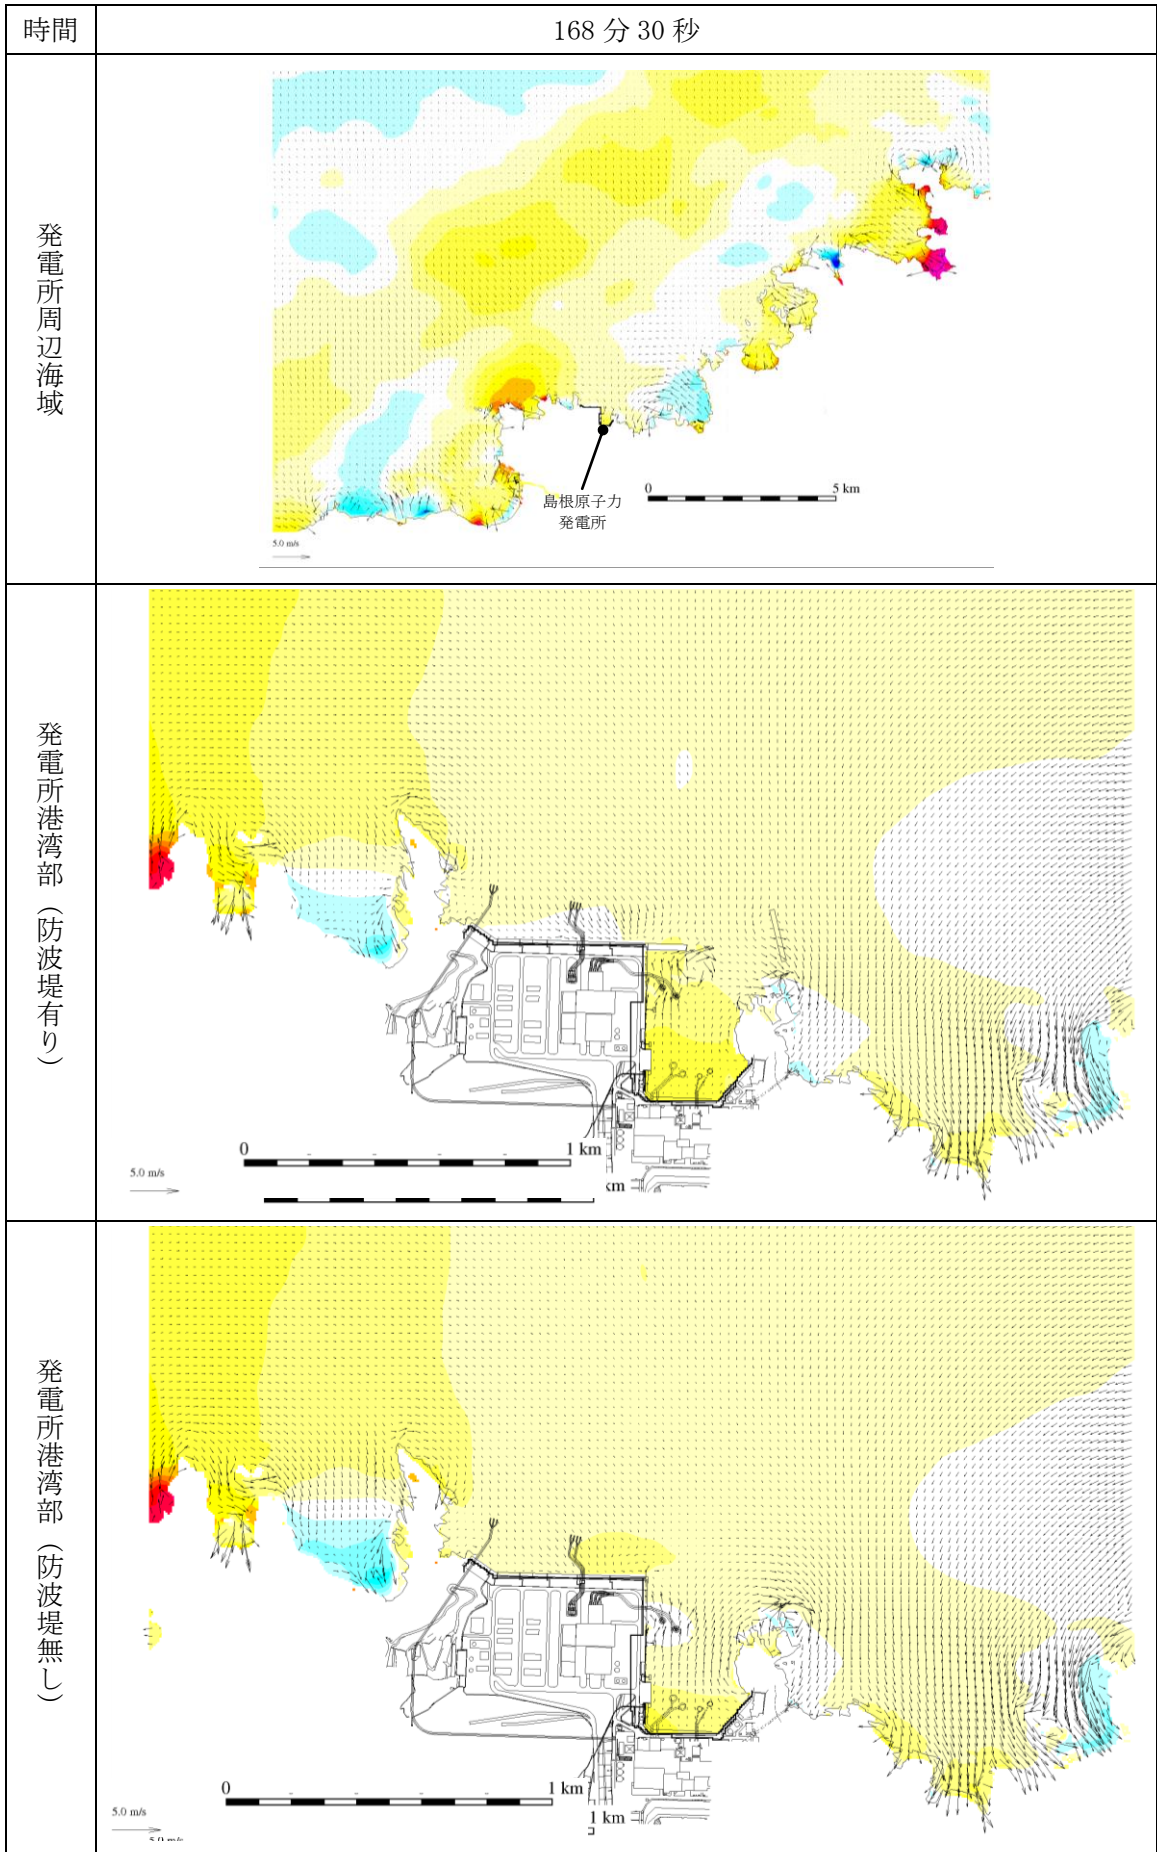 時間
168 分 30 秒
発電所周辺海域
島根原子力
発電所
0
5 km
5.0 m/s
発電所港湾部（防波堤有り）
0
1 km
5.0 m/s
km
発電所港湾部（防波堤無し）
0
1 km
5.0 m/s
1 km
5.0 m/s